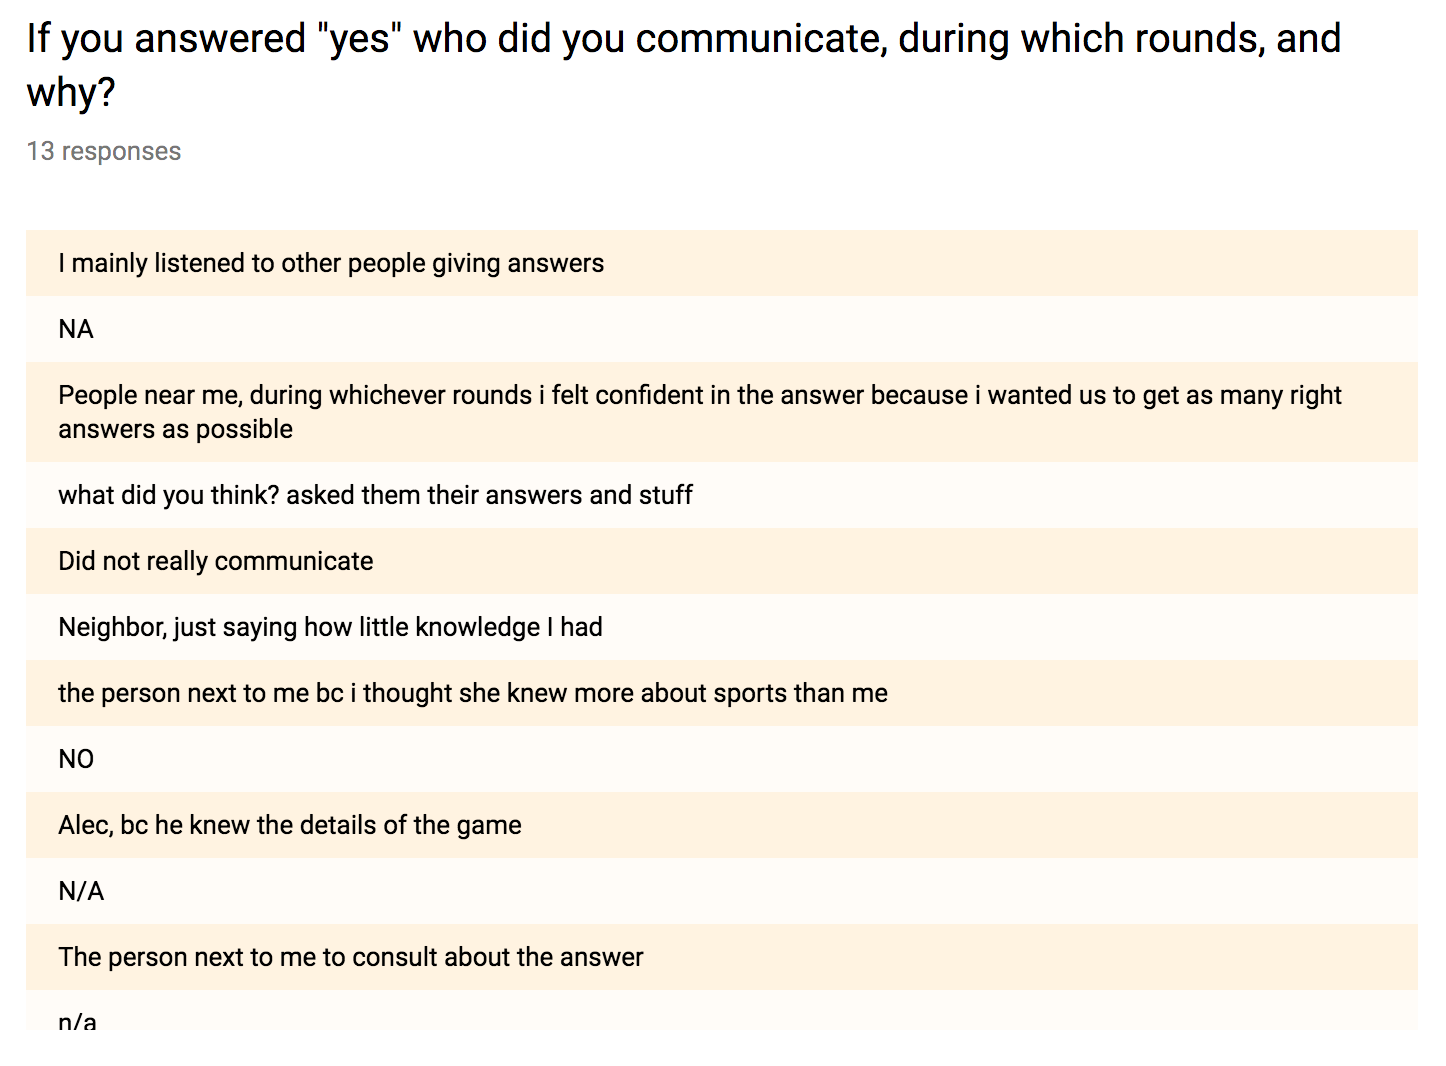 If you answered "yes" who did you communicate, during which rounds, and
why?
13 responses
I mainly listened to other people giving answers
NA
People near me, during whichever rounds i felt confident in the answer because i wanted us to get as many right
answers as possible
what did you think? asked them their answers and stuff
Did not really communicate
Neighbor, just saying how little knowledge I had
the person next to me bc i thought she knew more about sports than me
NO
Alec, bc he knew the details of the game
N/A
The person next to me to consult about the answer
n/a